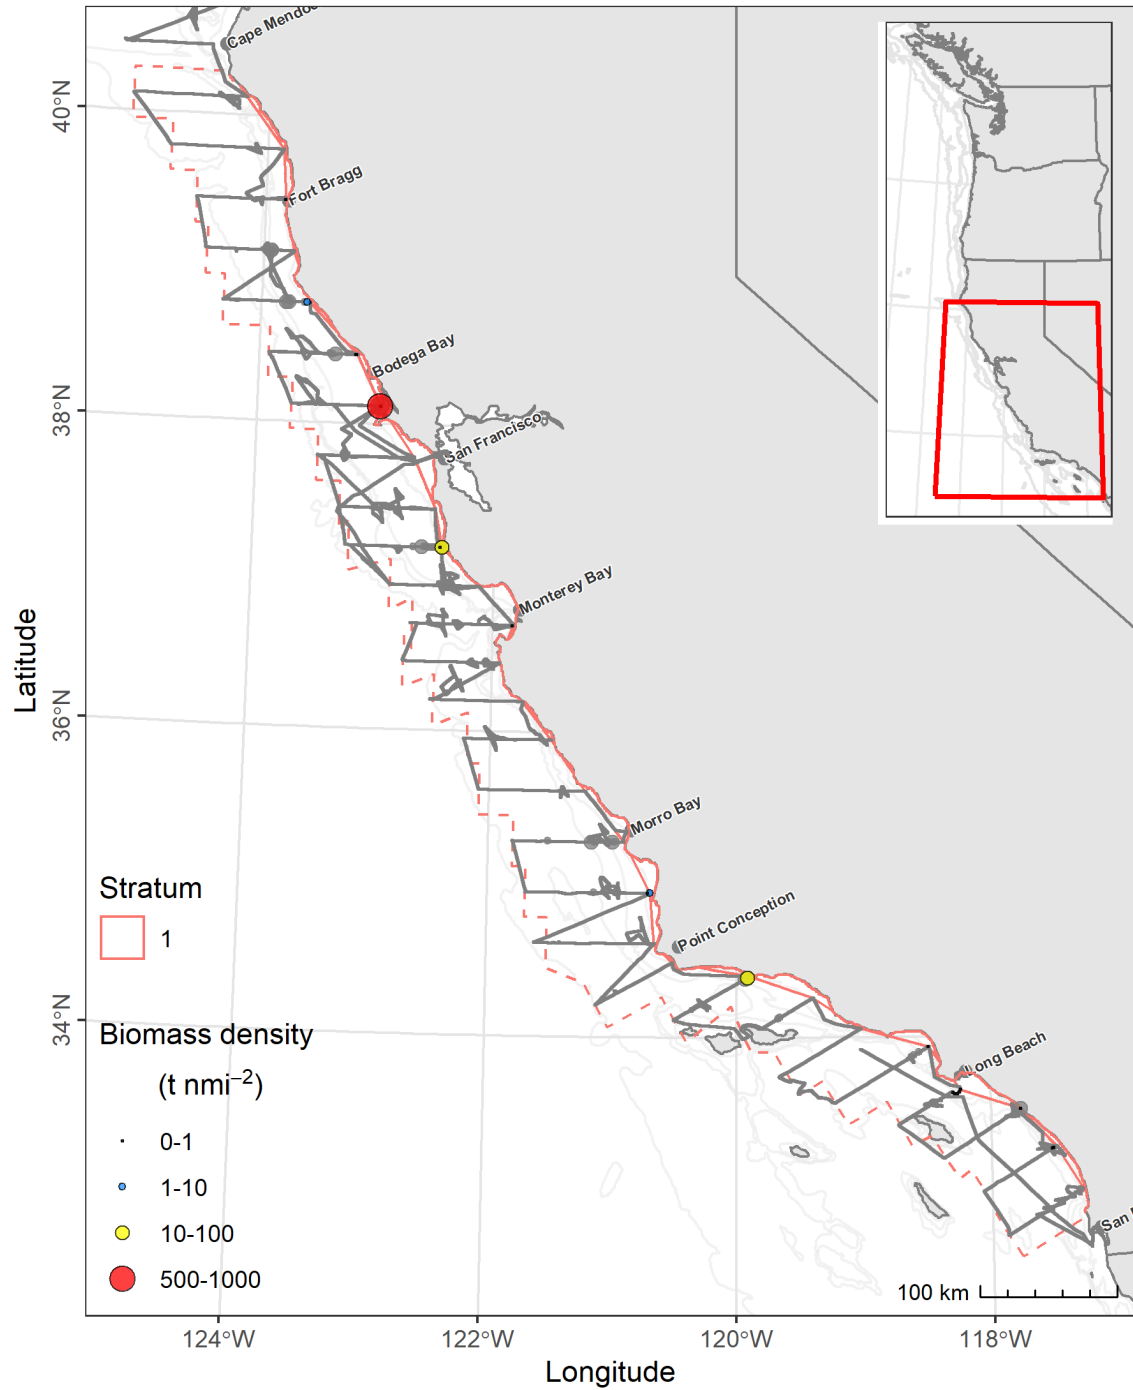 Cape Mendoc
40°N
Fort Bragg
Bodega Bay
38°N
San Francisco
Monterey Bay
Latitude
36°N
Morro Bay
Stratum
1
Point Conception
34°N
Biomass density
(t nmi⁻²)
Long Beach
0-1
1-10
10-100
San
500-1000
100 km
124°W
122°W
120°W
118°W
Longitude